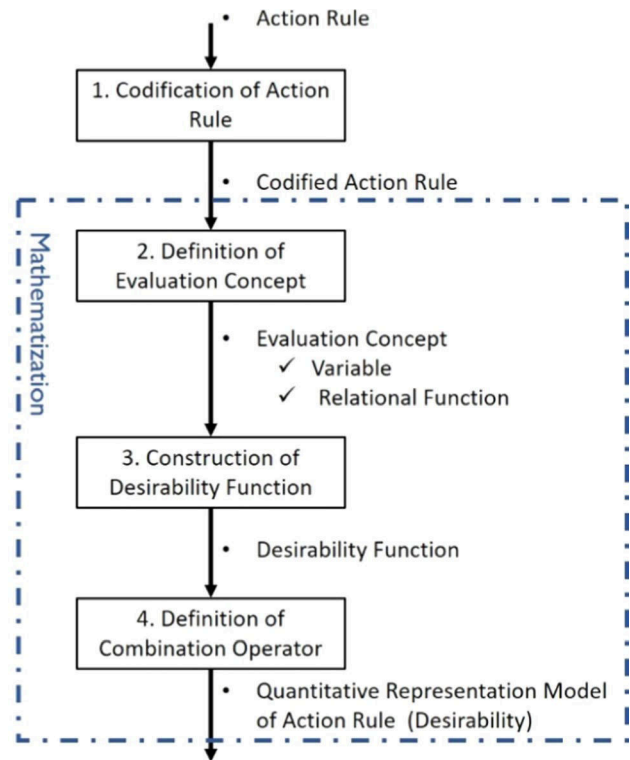 • Action Rule
1. Codification of Action
Rule
• Codified Action Rule
Mathematization
2. Definition of
Evaluation Concept
• Evaluation Concept
✓ Variable
✓ Relational Function
3. Construction of
Desirability Function
• Desirability Function
4. Definition of
Combination Operator
• Quantitative Representation Model
of Action Rule (Desirability)